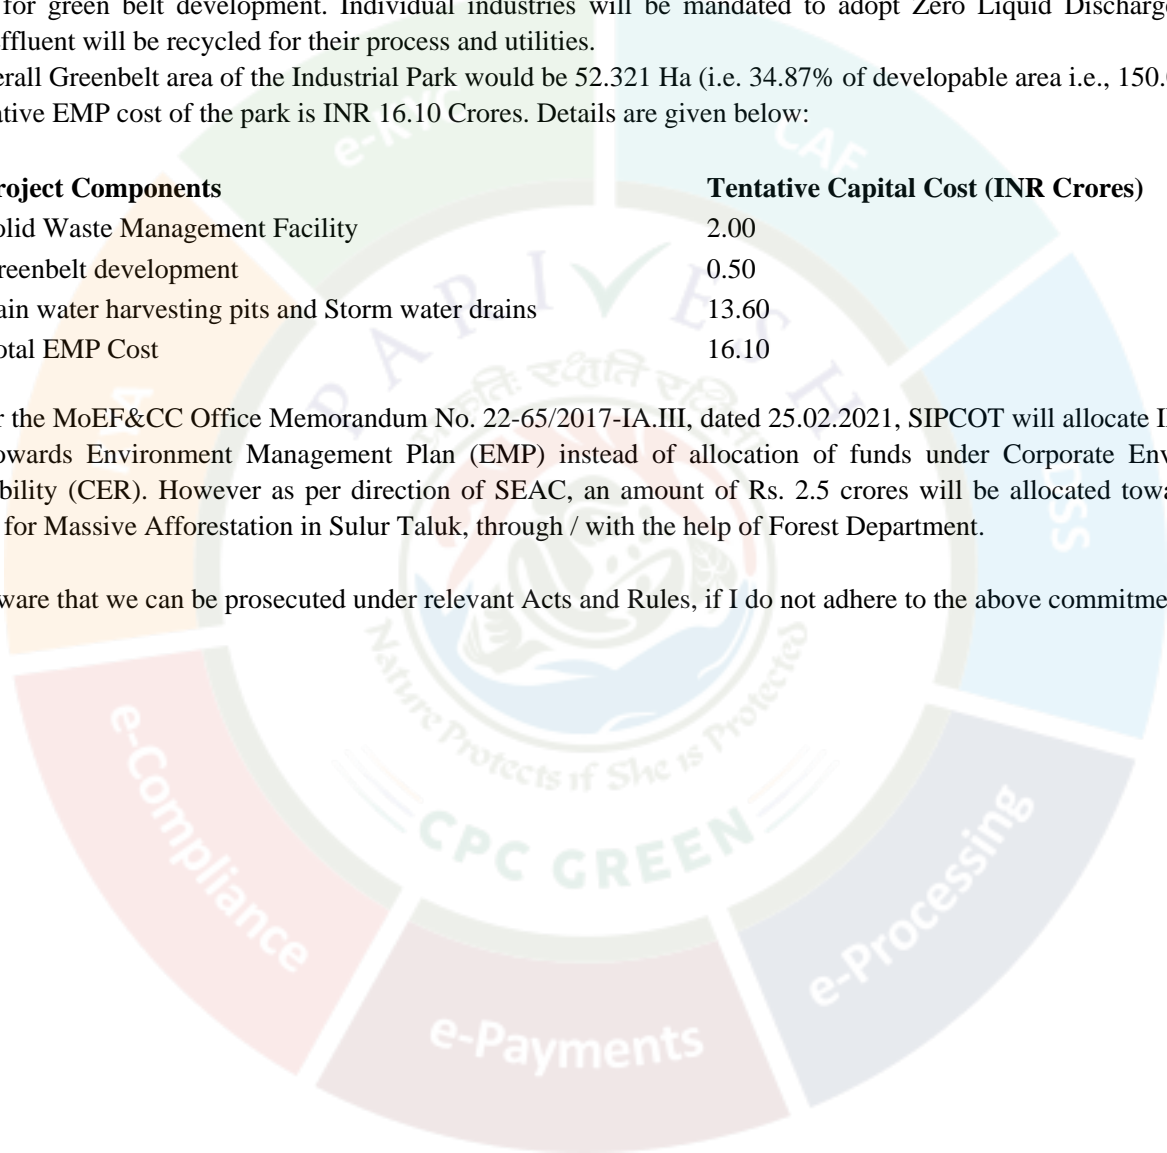 for green belt development. Individual industries will be mandated to adopt Zero Liquid Discharge
effluent will be recycled for their process and utilities.
erall Greenbelt area of the Industrial Park would be 52.321 Ha (i.e. 34.87% of developable area i.e., 150.
ative EMP cost of the park is INR 16.10 Crores. Details are given below:
roject Components Tentative Capital Cost (INR Crores)
olid Waste Management Facility 2.00
reenbelt development 0.50
ain water harvesting pits and Storm water drains 13.60
otal EMP Cost 16.10
r the MoEF&CC Office Memorandum No. 22-65/2017-IA.III, dated 25.02.2021, SIPCOT will allocate I
owards Environment Management Plan (EMP) instead of allocation of funds under Corporate Env
bility (CER). However as per direction of SEAC, an amount of Rs. 2.5 crores will be allocated towa
for Massive Afforestation in Sulur Taluk, through / with the help of Forest Department.
ware that we can be prosecuted under relevant Acts and Rules, if I do not adhere to the above commitme
e-KYC
CAF
PARIVESH
DSS
Nature Protects if She is Protected
CPC GREEN
e-Compliance
e-Processing
e-Payments